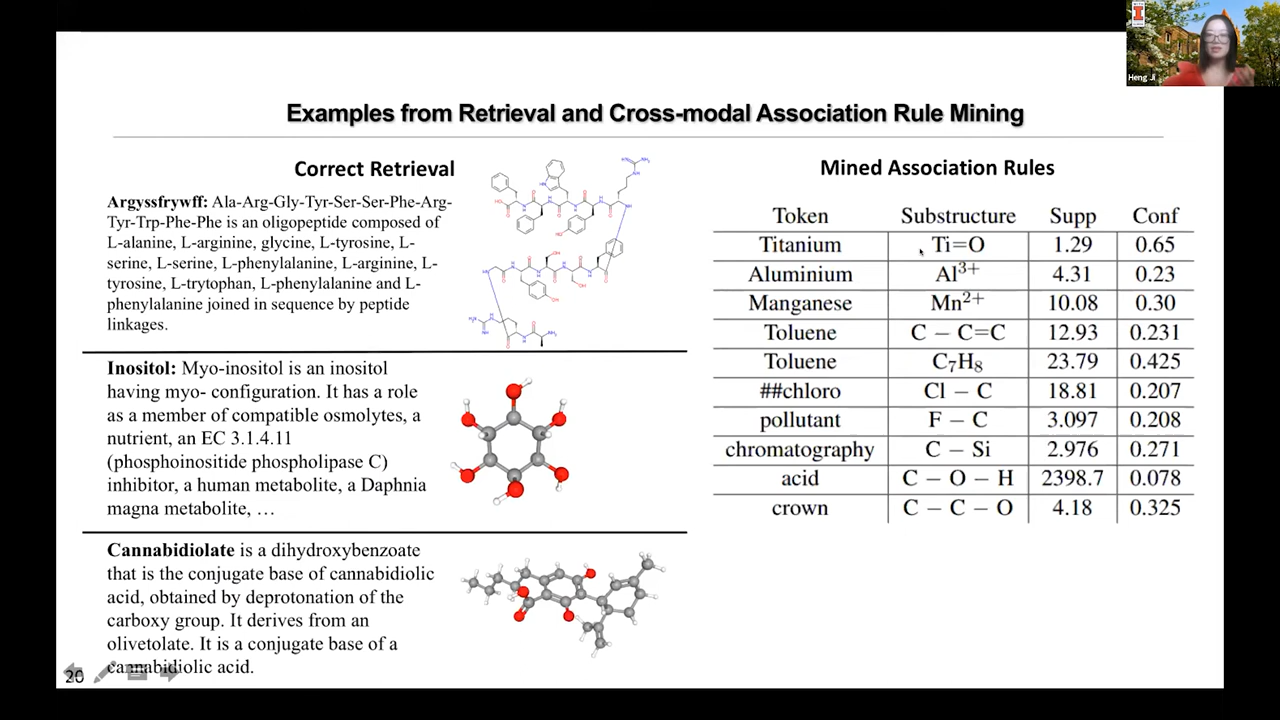 Heng Ji
Examples from Retrieval and Cross-modal Association Rule Mining
Correct Retrieval
Argyssfrywff: Ala-Arg-Gly-Tyr-Ser-Ser-Phe-Arg-
Tyr-Trp-Phe-Phe is an oligopeptide composed of
L-alanine, L-arginine, glycine, L-tyrosine, L-
serine, L-serine, L-phenylalanine, L-arginine, L-
tyrosine, L-trytophan, L-phenylalanine and L-
phenylalanine joined in sequence by peptide
linkages.
Inositol: Myo-inositol is an inositol
having myo- configuration. It has a role
as a member of compatible osmolytes, a
nutrient, an EC 3.1.4.11
(phosphoinositide phospholipase C)
inhibitor, a human metabolite, a Daphnia
magna metabolite, …
Cannabidiolate is a dihydroxybenzoate
that is the conjugate base of cannabidiolic
acid, obtained by deprotonation of the
carboxy group. It derives from an
olivetolate. It is a conjugate base of a
cannabidiolic acid.
Mined Association Rules
Token Substructure Supp Conf
Titanium Ti=O 1.29 0.65
Aluminium Al³⁺ 4.31 0.23
Manganese Mn²⁺ 10.08 0.30
Toluene C − C=C 12.93 0.231
Toluene C₇H₈ 23.79 0.425
##chloro Cl − C 18.81 0.207
pollutant F − C 3.097 0.208
chromatography C − Si 2.976 0.271
acid C − O − H 2398.7 0.078
crown C − C − O 4.18 0.325
20